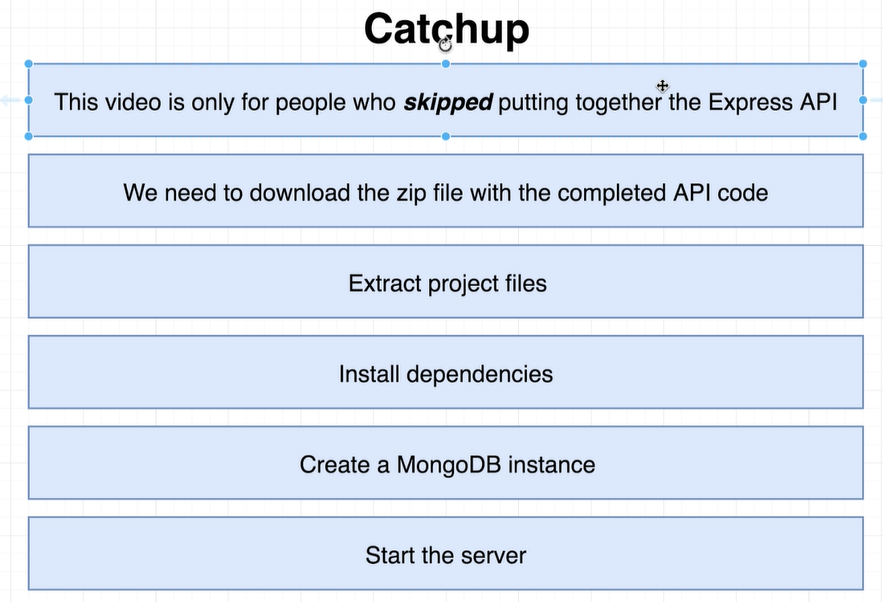 Catchup
This video is only for people who skipped putting together the Express API
We need to download the zip file with the completed API code
Extract project files
Install dependencies
Create a MongoDB instance
Start the server